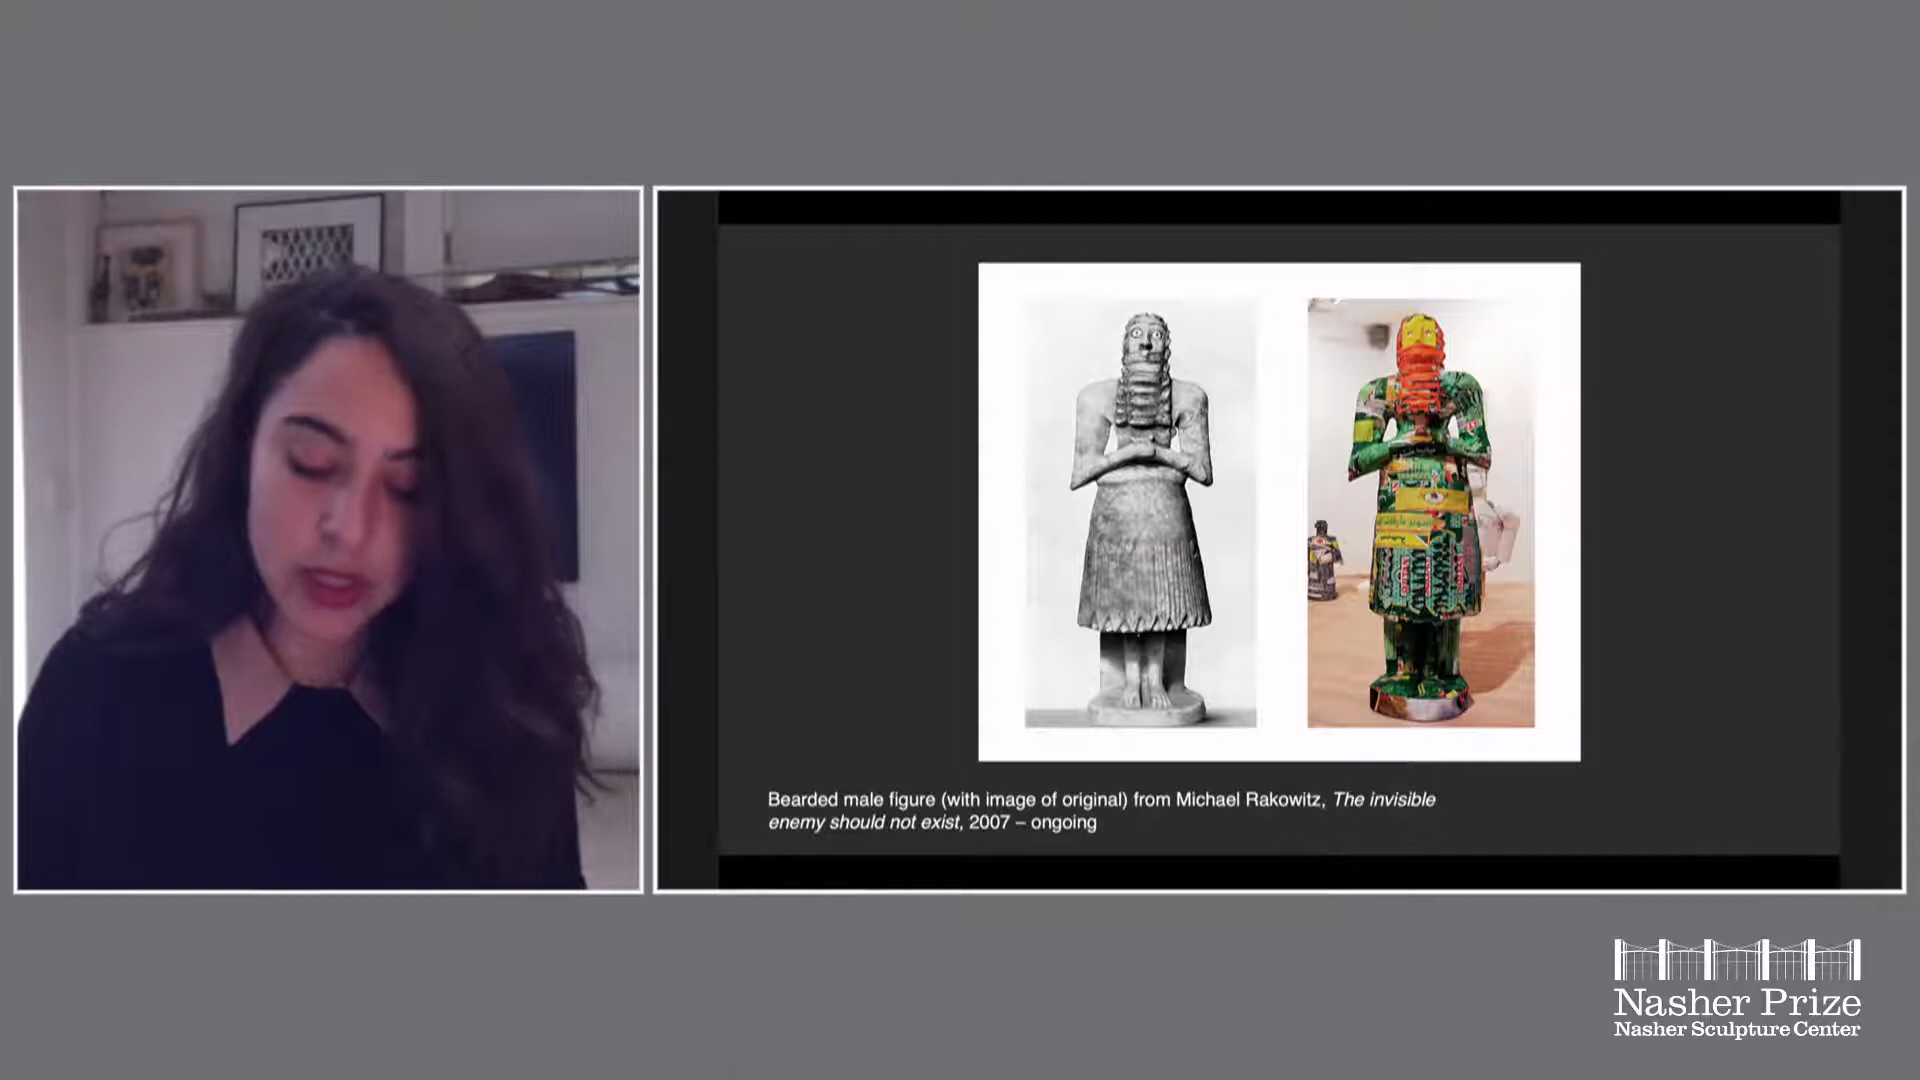 Bearded male figure (with image of original) from Michael Rakowitz, The invisible
enemy should not exist, 2007 – ongoing
Nasher Prize
Nasher Sculpture Center